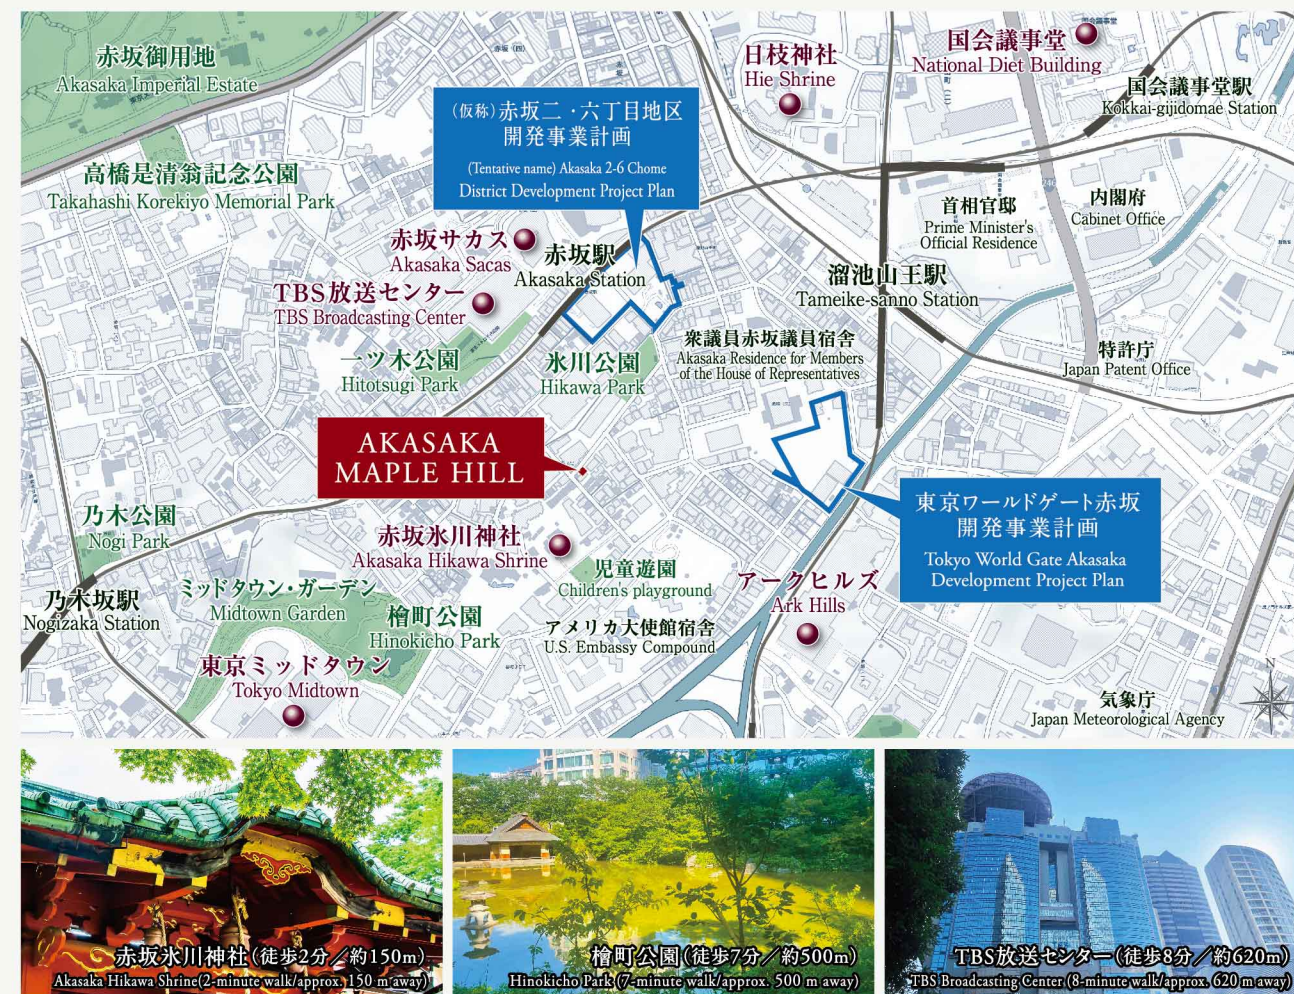 赤坂御用地
Akasaka Imperial Estate
日枝神社
Hie Shrine
国会議事堂
National Diet Building
国会議事堂駅
Kokkai-gijidomae Station
(仮称)赤坂二・六丁目地区
開発事業計画
(Tentative name) Akasaka 2-6 Chome
District Development Project Plan
高橋是清翁記念公園
Takahashi Korekiyo Memorial Park
首相官邸
Prime Minister's
Official Residence
内閣府
Cabinet Office
赤坂サカス
Akasaka Sacas
赤坂駅
Akasaka Station
溜池山王駅
Tameike-sanno Station
TBS放送センター
TBS Broadcasting Center
一ツ木公園
Hitotsugi Park
氷川公園
Hikawa Park
衆議員赤坂議員宿舎
Akasaka Residence for Members
of the House of Representatives
特許庁
Japan Patent Office
AKASAKA
MAPLE HILL
東京ワールドゲート赤坂
開発事業計画
Tokyo World Gate Akasaka
Development Project Plan
乃木公園
Nogi Park
赤坂氷川神社
Akasaka Hikawa Shrine
児童遊園
Children's playground
アークヒルズ
Ark Hills
乃木坂駅
Nogizaka Station
ミッドタウン・ガーデン
Midtown Garden
檜町公園
Hinokicho Park
アメリカ大使館宿舎
U.S. Embassy Compound
東京ミッドタウン
Tokyo Midtown
気象庁
Japan Meteorological Agency
N
赤坂氷川神社(徒歩2分／約150m)
Akasaka Hikawa Shrine(2-minute walk/approx. 150 m away)
檜町公園(徒歩7分／約500m)
Hinokicho Park (7-minute walk/approx. 500 m away)
TBS放送センター(徒歩8分／約620m)
TBS Broadcasting Center (8-minute walk/approx. 620 m away)